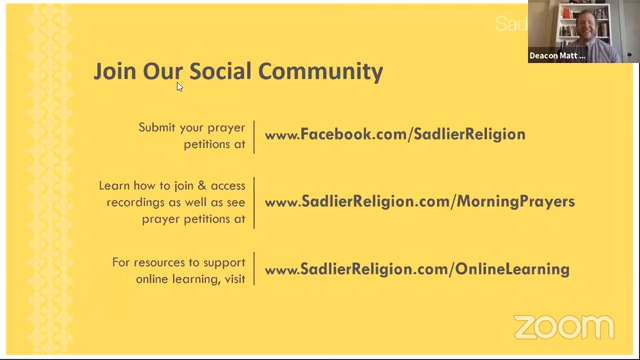 Sad
Deacon Matt ...
Join Our Social Community
Submit your prayer
petitions at
www.Facebook.com/SadlierReligion
Learn how to join & access
recordings as well as see
prayer petitions at
www.SadlierReligion.com/MorningPrayers
For resources to support
online learning, visit
www.SadlierReligion.com/OnlineLearning
zoom